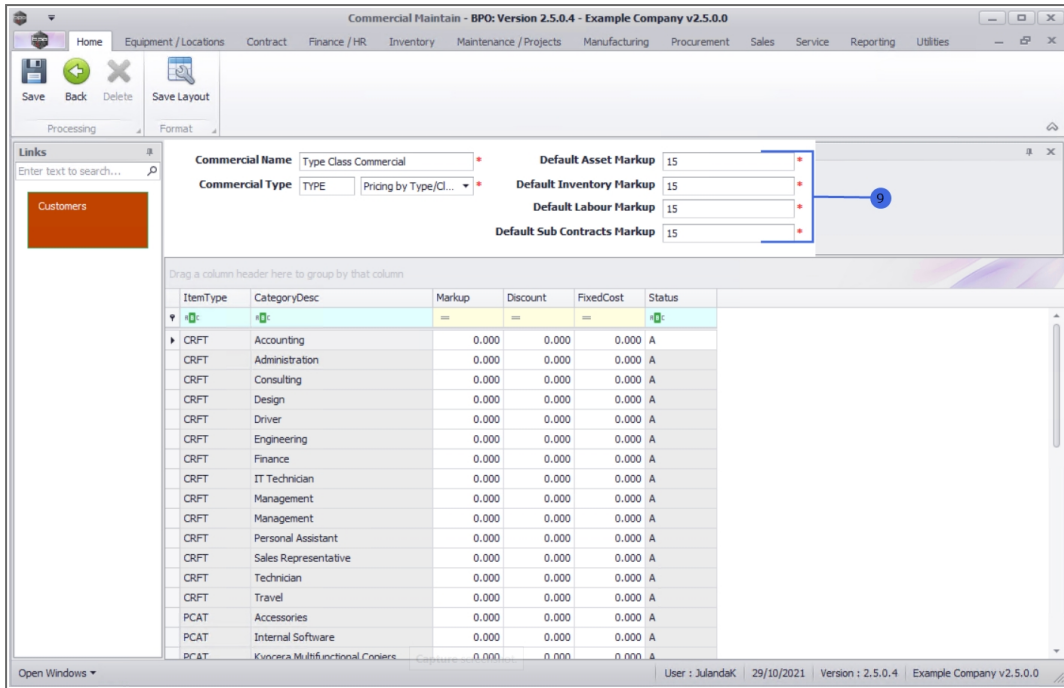 Commercial Maintain - BPO: Version 2.5.0.4 - Example Company v2.5.0.0
Home Equipment / Locations Contract Finance / HR Inventory Maintenance / Projects Manufacturing Procurement Sales Service Reporting Utilities
Save Back Delete Save Layout
Processing Format
Links
Enter text to search...
Customers
Commercial Name Type Class Commercial * Default Asset Markup 15 *
Commercial Type TYPE Pricing by Type/Cl... * Default Inventory Markup 15 *
Default Labour Markup 15 *
Default Sub Contracts Markup 15 *
9
Drag a column header here to group by that column
ItemType CategoryDesc Markup Discount FixedCost Status
= = =
CRFT Accounting 0.000 0.000 0.000 A
CRFT Administration 0.000 0.000 0.000 A
CRFT Consulting 0.000 0.000 0.000 A
CRFT Design 0.000 0.000 0.000 A
CRFT Driver 0.000 0.000 0.000 A
CRFT Engineering 0.000 0.000 0.000 A
CRFT Finance 0.000 0.000 0.000 A
CRFT IT Technician 0.000 0.000 0.000 A
CRFT Management 0.000 0.000 0.000 A
CRFT Management 0.000 0.000 0.000 A
CRFT Personal Assistant 0.000 0.000 0.000 A
CRFT Sales Representative 0.000 0.000 0.000 A
CRFT Technician 0.000 0.000 0.000 A
CRFT Travel 0.000 0.000 0.000 A
PCAT Accessories 0.000 0.000 0.000 A
PCAT Internal Software 0.000 0.000 0.000 A
PCAT Kyocera Multifunctional Copiers 0.000 0.000 0.000 A
Open Windows User : JulandaK 29/10/2021 Version : 2.5.0.4 Example Company v2.5.0.0